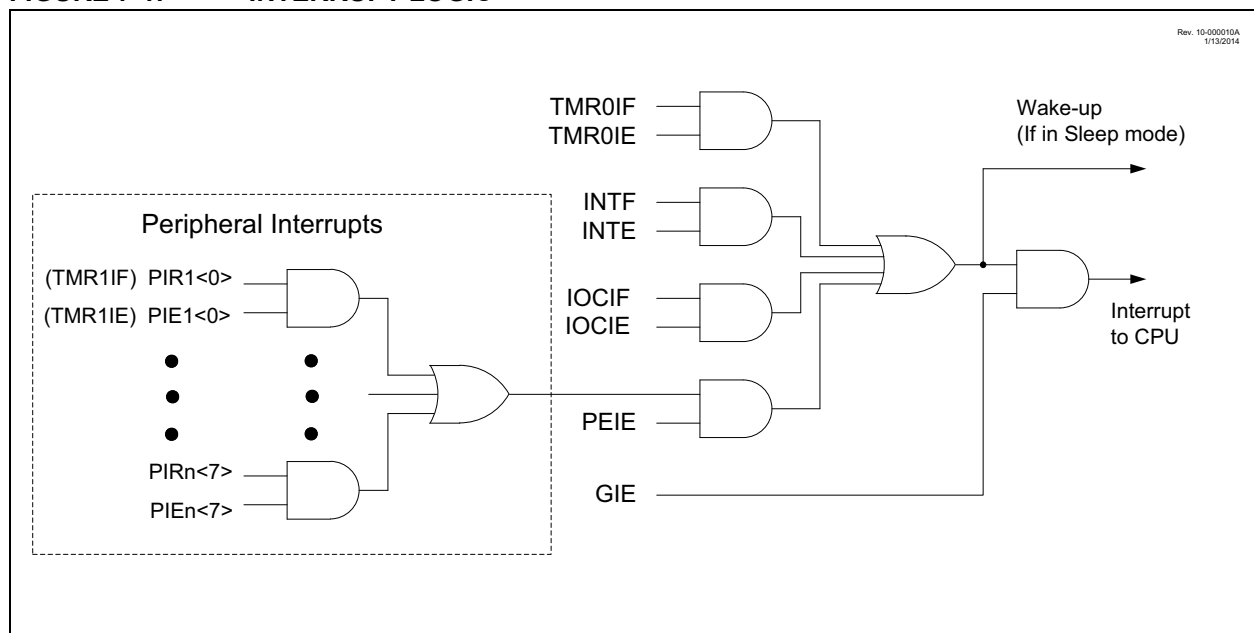 Rev. 10-000010A
1/13/2014
TMR0IF
TMR0IE
Wake-up
(If in Sleep mode)
INTF
INTE
Peripheral Interrupts
(TMR1IF) PIR1<0>
(TMR1IE) PIE1<0>
IOCIF
IOCIE
Interrupt
to CPU
PEIE
PIRn<7>
PIEn<7>
GIE